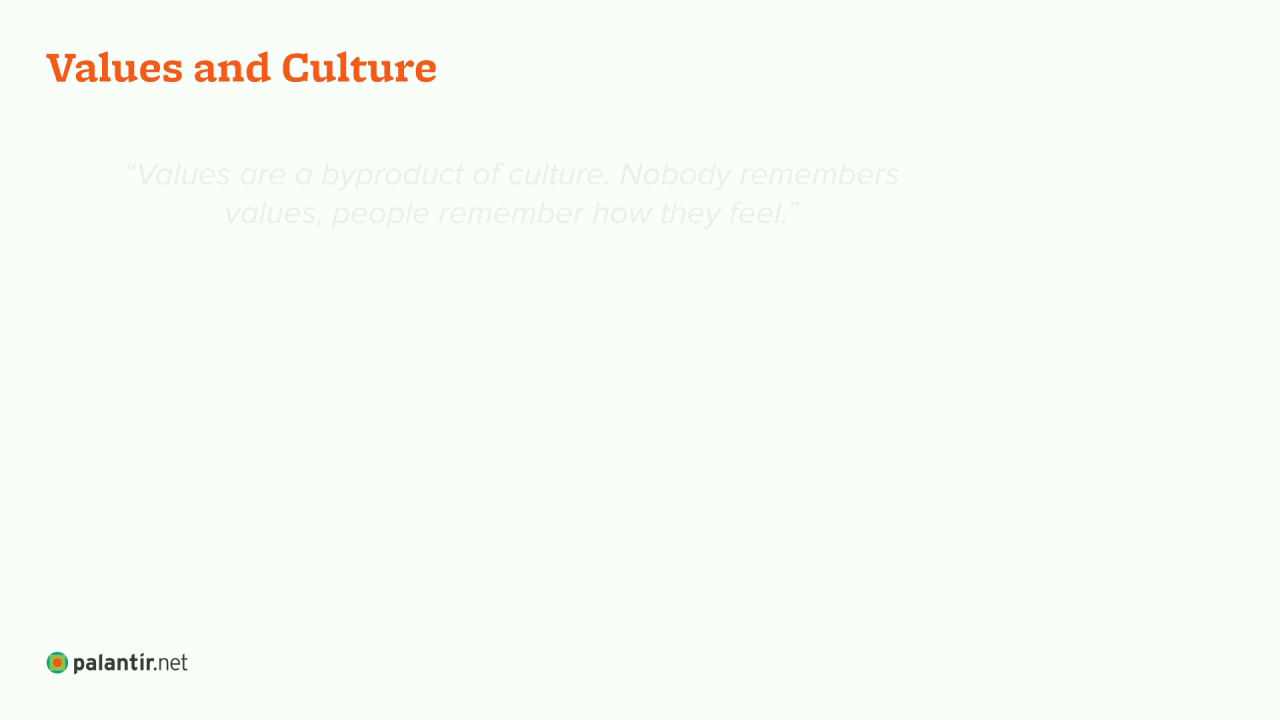 Values and Culture
“Values are a byproduct of culture. Nobody remembers
values, people remember how they feel.”
palantir.net